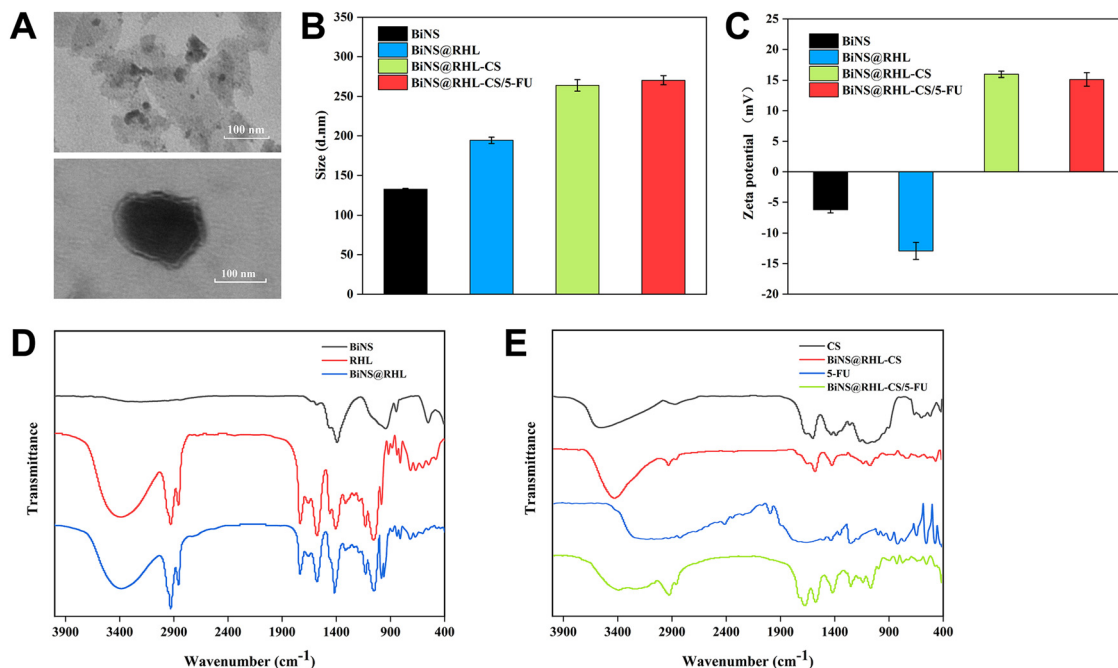 A
100 nm
100 nm
B
BiNS
BiNS@RHL
BiNS@RHL-CS
BiNS@RHL-CS/5-FU
Size (d.nm)
350
300
250
200
150
100
50
0
C
BiNS
BiNS@RHL
BiNS@RHL-CS
BiNS@RHL-CS/5-FU
Zeta potential （mV）
25
20
15
10
5
0
-5
-10
-15
20
D
BiNS
RHL
BiNS@RHL
Transmittance
3900 3400 2900 2400 1900 1400 900 400
Wavenumber (cm⁻¹)
E
CS
BiNS@RHL-CS
5-FU
BiNS@RHL-CS/5-FU
Transmittance
3900 3400 2900 2400 1900 1400 900 400
Wavenumber (cm⁻¹)